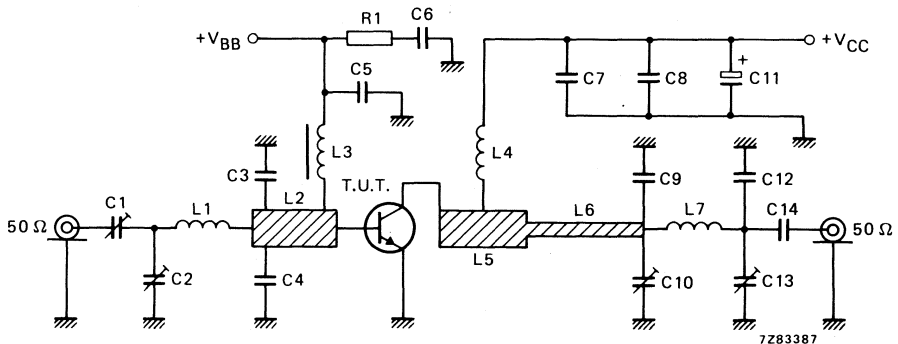 +VBB
R1
C6
+VCC
C5
C7
C8
+
C11
L3
L4
C3
T.U.T.
C9
C12
C1
L1
L2
L6
L7
C14
50 Ω
50 Ω
L5
C2
C4
C10
C13
7Z83387